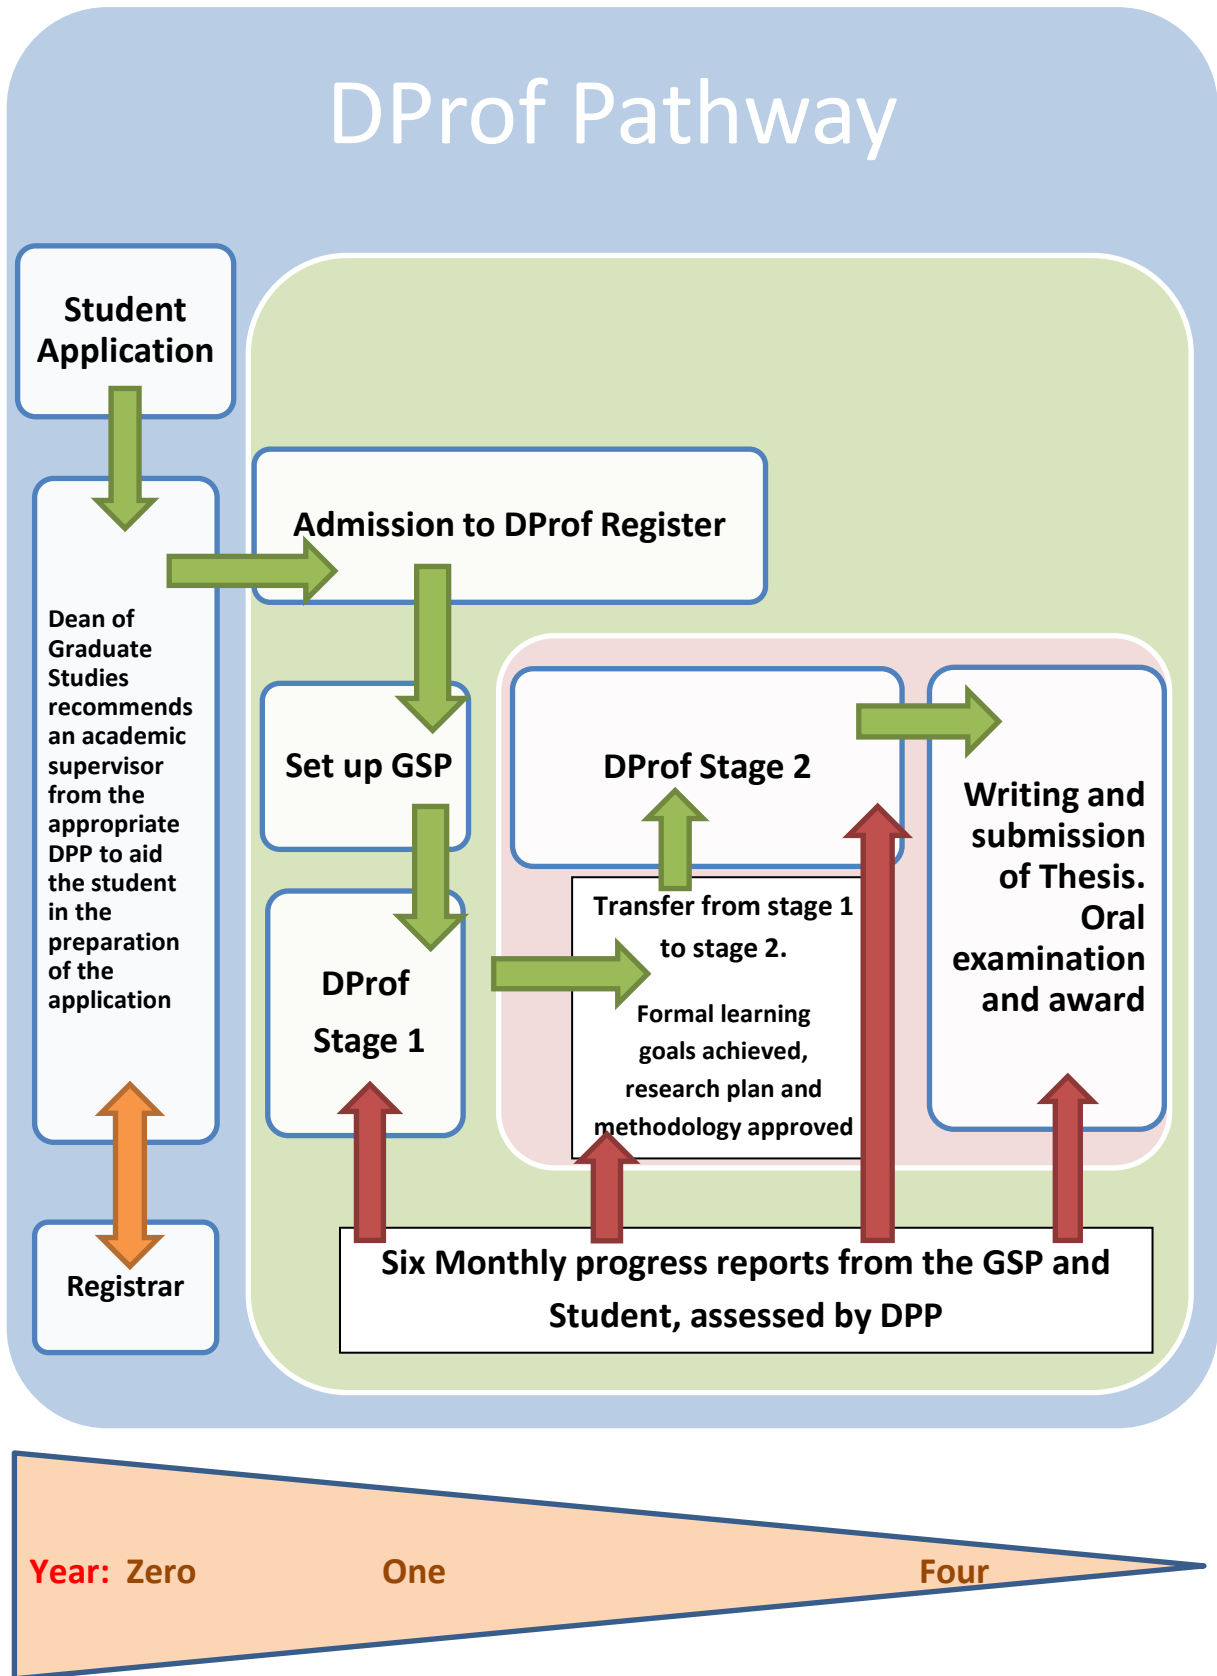 DProf Pathway
Student
Application
Dean of
Graduate
Studies
recommends
an academic
supervisor
from the
appropriate
DPP to aid
the student
in the
preparation
of the
application
Registrar
Admission to DProf Register
Set up GSP
DProf
Stage 1
DProf Stage 2
Transfer from stage 1
to stage 2.
Formal learning
goals achieved,
research plan and
methodology approved
Writing and
submission
of Thesis.
Oral
examination
and award
Six Monthly progress reports from the GSP and
Student, assessed by DPP
Year: Zero One Four